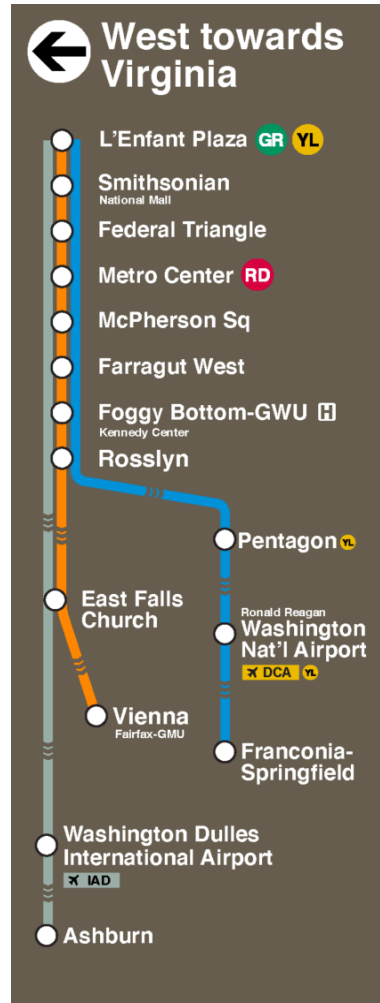 West towards
Virginia
L'Enfant Plaza GR YL
Smithsonian
National Mall
Federal Triangle
Metro Center RD
McPherson Sq
Farragut West
Foggy Bottom-GWU H
Kennedy Center
Rosslyn
Pentagon YL
East Falls
Church
Ronald Reagan
Washington
Nat'l Airport
DCA YL
Vienna
Fairfax-GMU
Franconia-
Springfield
Washington Dulles
International Airport
IAD
Ashburn